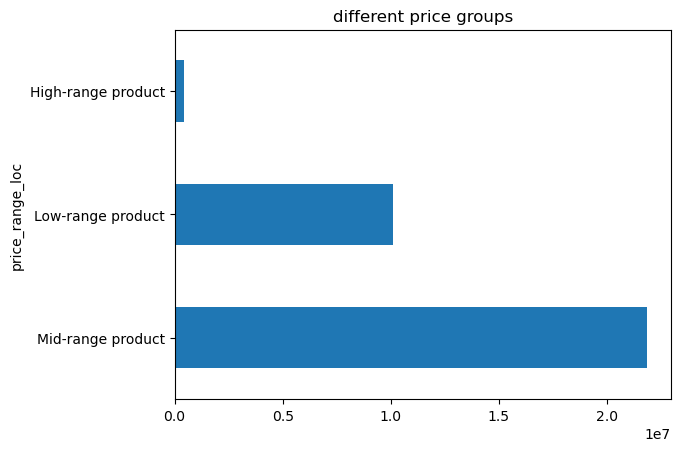 different price groups
High-range product
Low-range product
Mid-range product
price_range_loc
0.0 0.5 1.0 1.5 2.0
1e7